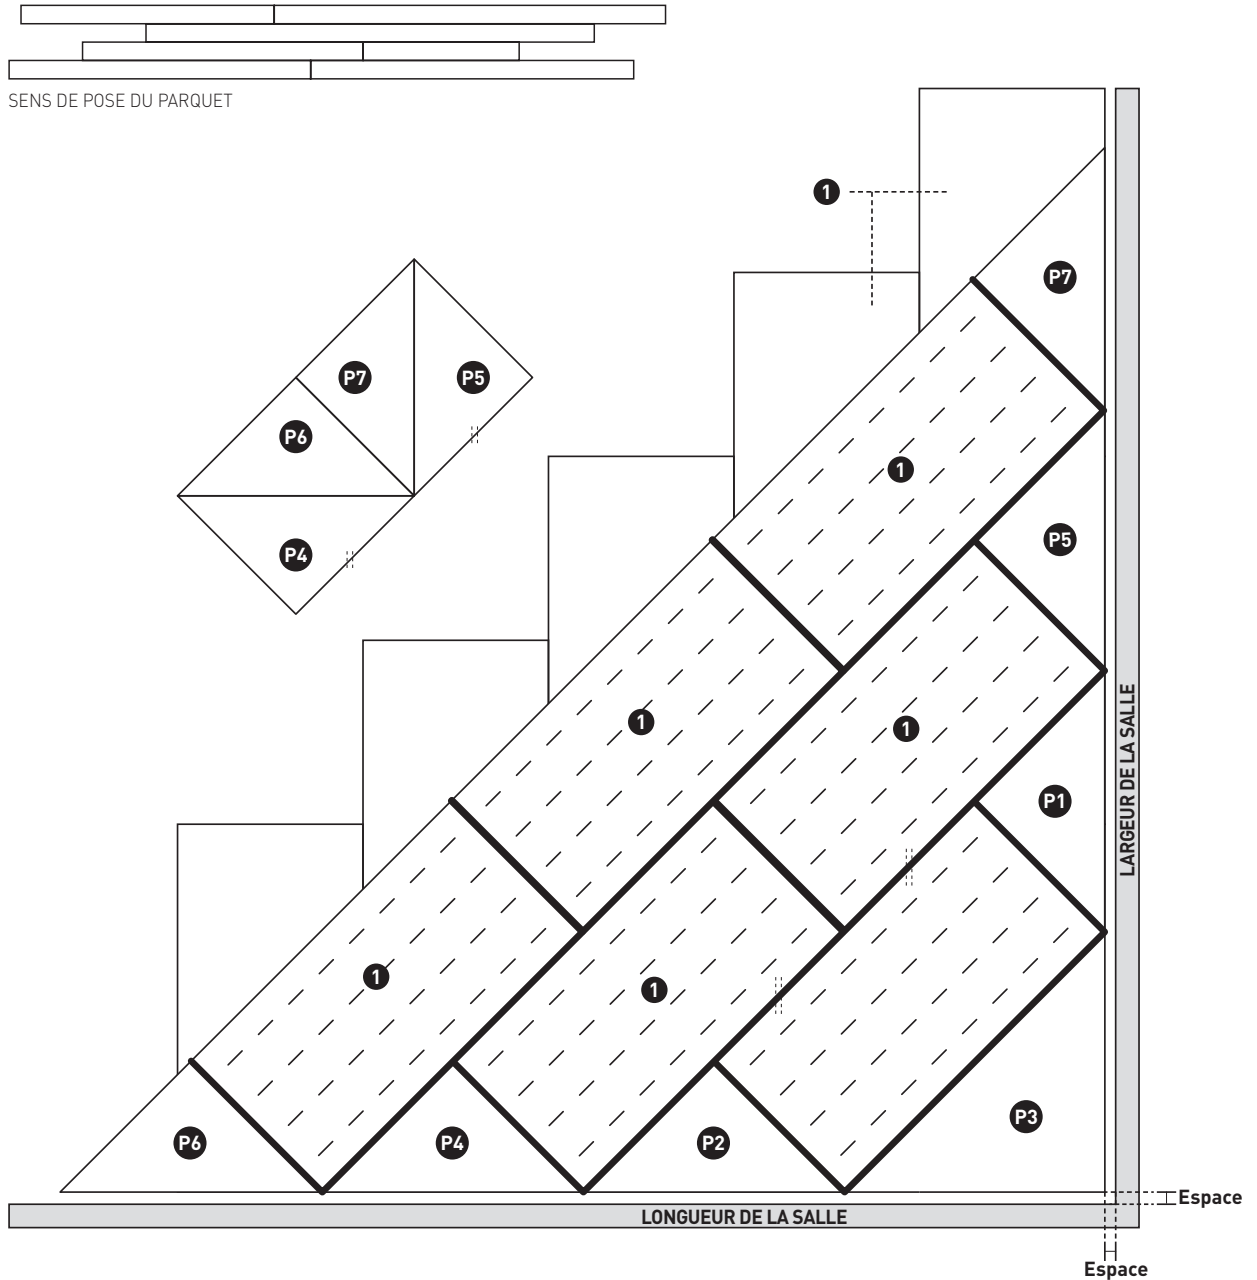 SENS DE POSE DU PARQUET
1
P7
P7
P5
P6
1
P5
P4
1
1
P1
LARGEUR DE LA SALLE
1
1
P3
P6
P4
P2
Espace
LONGUEUR DE LA SALLE
Espace